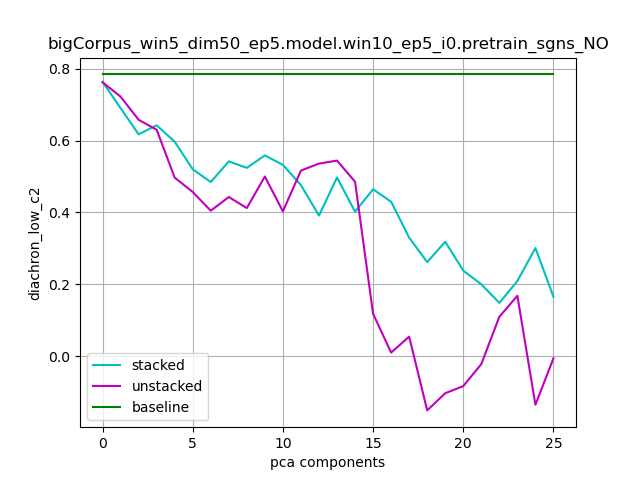 bigCorpus_win5_dim50_ep5.model.win10_ep5_i0.pretrain_sgns_NO
0.8
0.6
0.4
0.2
0.0
diachron_low_c2
stacked
unstacked
baseline
0 5 10 15 20 25
pca components